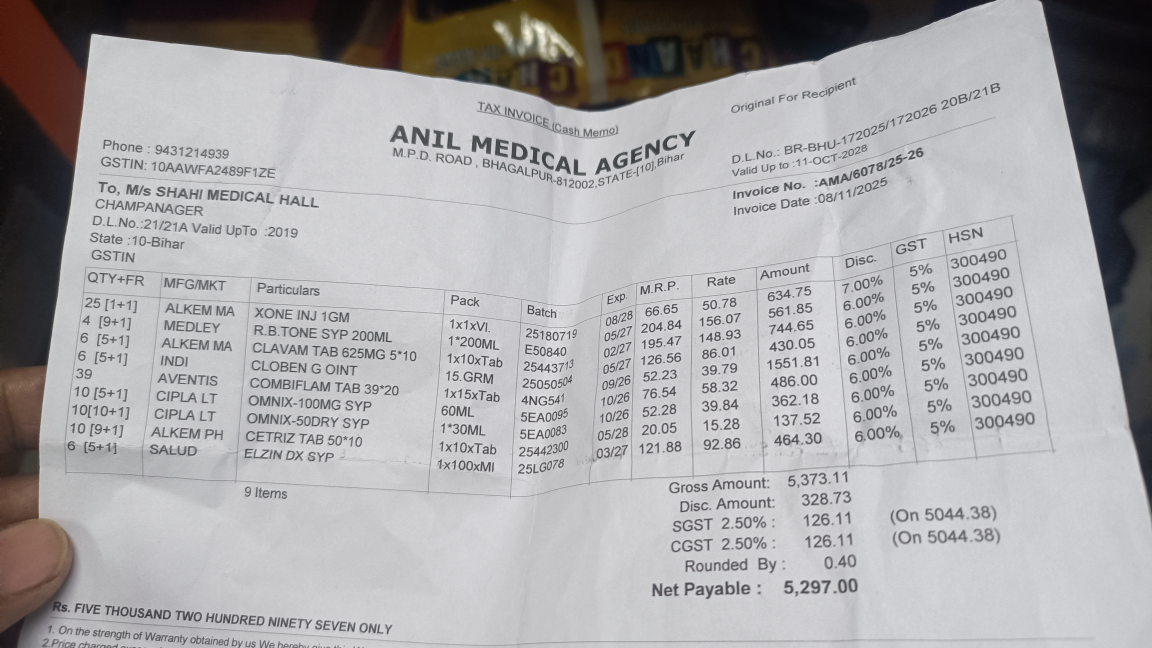 TAX INVOICE (Cash Memo)
Original For Recipient
ANIL MEDICAL AGENCY
M.P.D. ROAD , BHAGALPUR-812002,STATE-[10],Bihar
Phone : 9431214939
GSTIN: 10AAWFA2489F1ZE
D.L.No.: BR-BHU-172025/172026 20B/21B
Valid Up to :11-OCT-2028
To, M/s SHAHI MEDICAL HALL
CHAMPANAGER
D.L.No.:21/21A Valid UpTo :2019
State :10-Bihar
GSTIN
Invoice No. :AMA/6078/25-26
Invoice Date :08/11/2025
QTY+FR MFG/MKT Particulars Pack Batch Exp. M.R.P. Rate Amount Disc. GST HSN
25 [1+1] ALKEM MA XONE INJ 1GM 1x1xVI. 25180719 08/28 66.65 50.78 634.75 7.00% 5% 300490
4 [9+1] MEDLEY R.B.TONE SYP 200ML 1*200ML E50840 05/27 204.84 156.07 561.85 6.00% 5% 300490
6 [5+1] ALKEM MA CLAVAM TAB 625MG 5*10 1x10xTab 25443713 02/27 195.47 148.93 744.65 6.00% 5% 300490
6 [5+1] INDI CLOBEN G OINT 15.GRM 25050504 05/27 126.56 86.01 430.05 6.00% 5% 300490
39 AVENTIS COMBIFLAM TAB 39*20 1x15xTab 4NG541 09/26 52.23 39.79 1551.81 6.00% 5% 300490
10 [5+1] CIPLA LT OMNIX-100MG SYP 60ML 5EA0095 10/26 76.54 58.32 486.00 6.00% 5% 300490
10[10+1] CIPLA LT OMNIX-50DRY SYP 1*30ML 5EA0083 10/26 52.28 39.84 362.18 6.00% 5% 300490
10 [9+1] ALKEM PH CETRIZ TAB 50*10 1x10xTab 25442300 05/28 20.05 15.28 137.52 6.00% 5% 300490
6 [5+1] SALUD ELZIN DX SYP 1x100xMl 25LG078 03/27 121.88 92.86 464.30 6.00% 5% 300490
9 Items
Gross Amount: 5,373.11
Disc. Amount: 328.73
SGST 2.50% : 126.11 (On 5044.38)
CGST 2.50% : 126.11 (On 5044.38)
Rounded By : 0.40
Net Payable : 5,297.00
Rs. FIVE THOUSAND TWO HUNDRED NINETY SEVEN ONLY
1. On the strength of Warranty obtained by us We hereby
2.Price charged